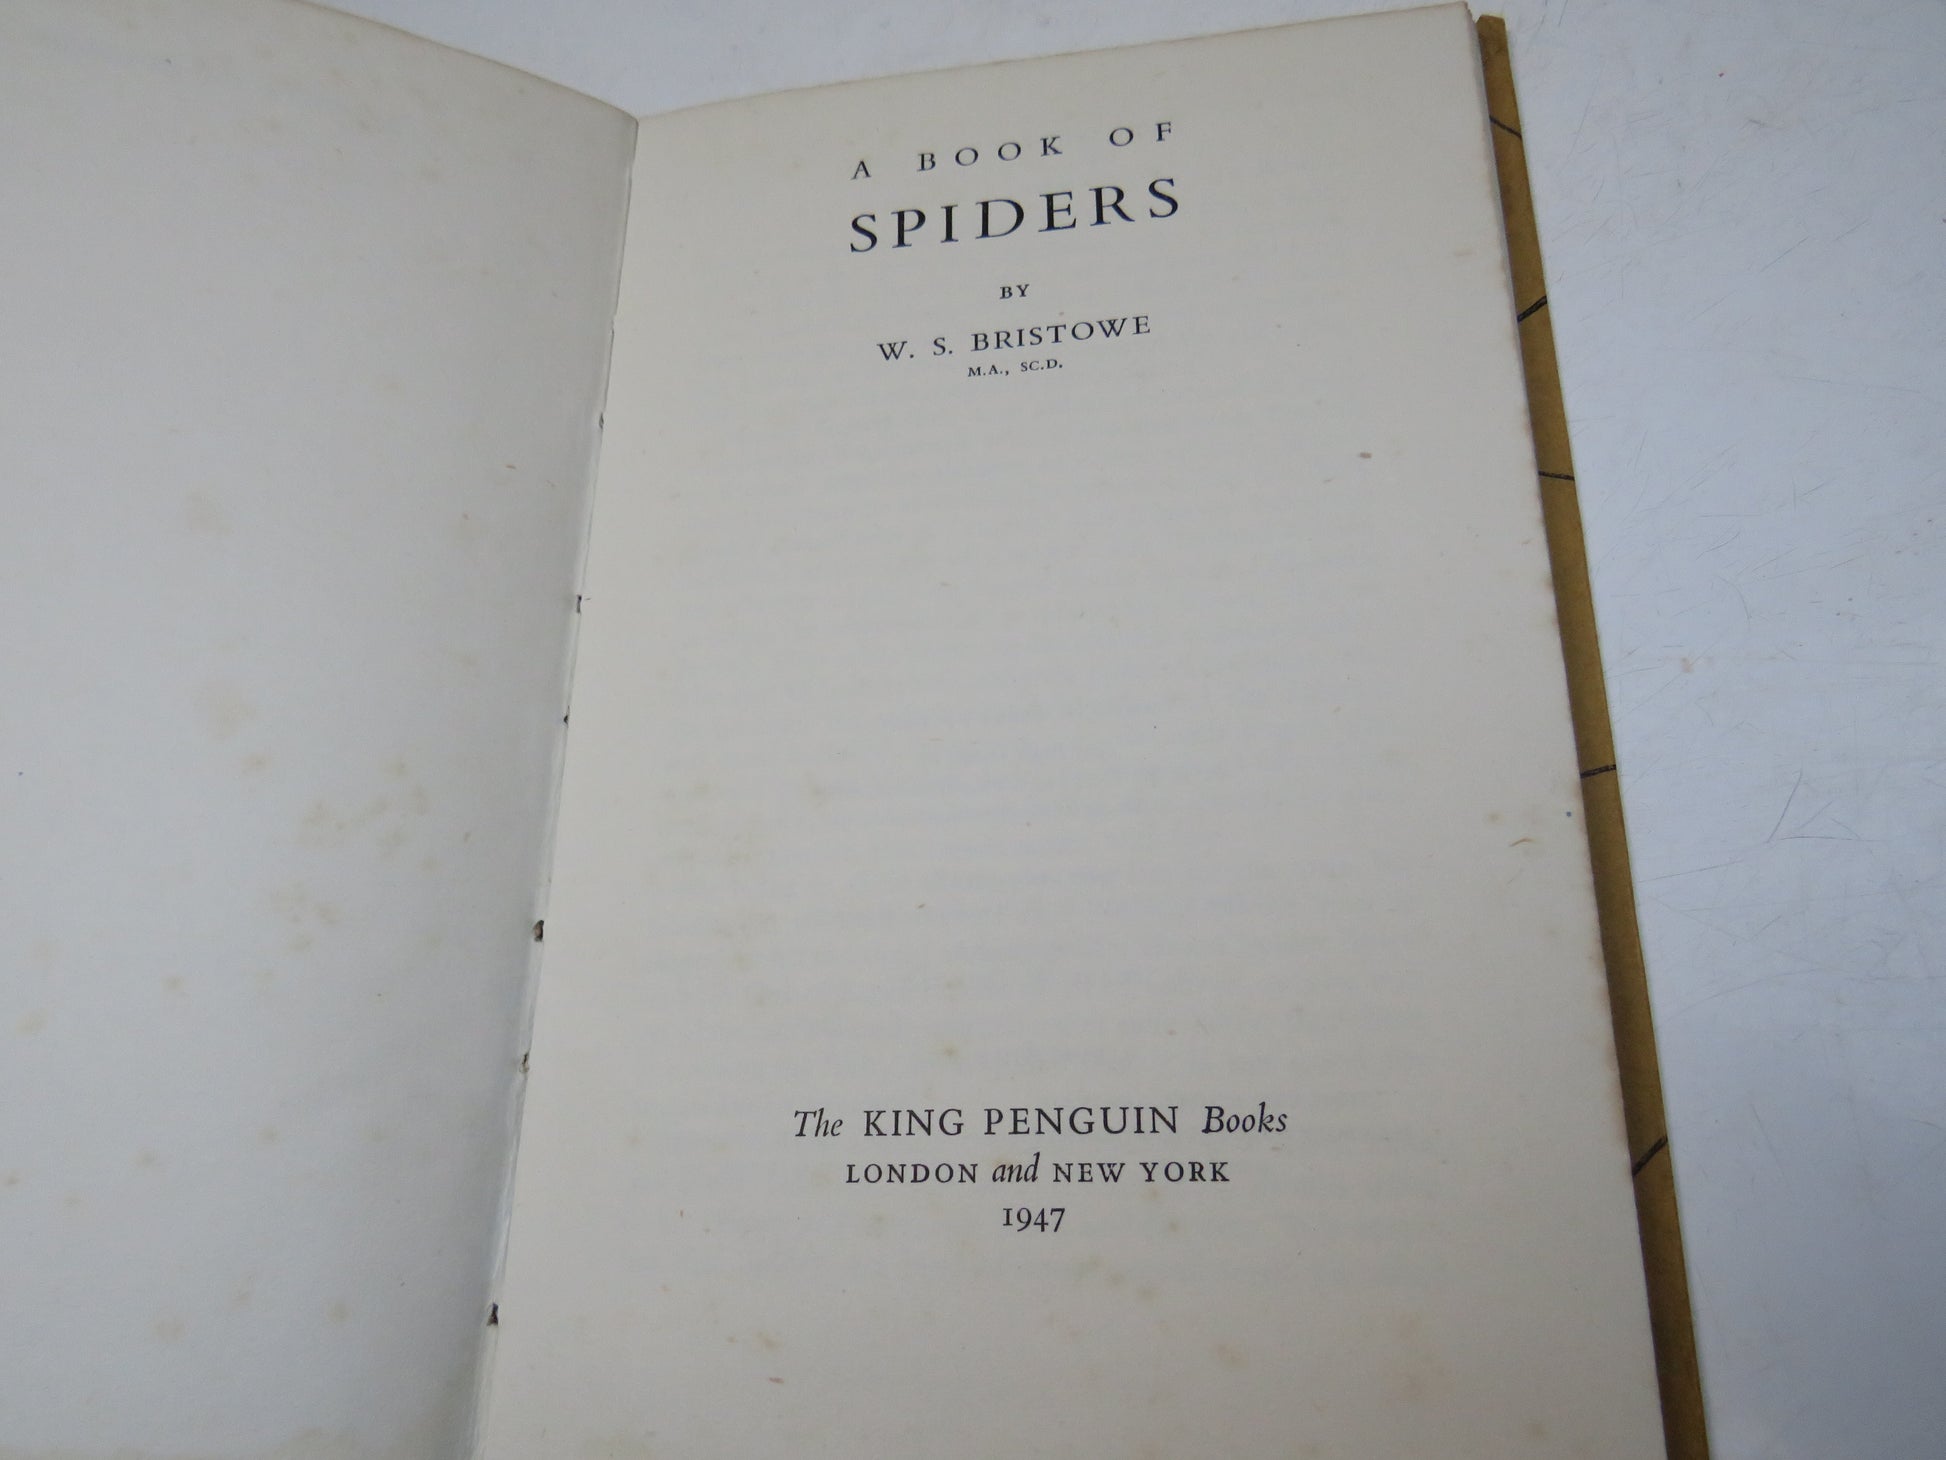 A BOOK OF
SPIDERS
BY
W. S. BRISTOWE
M.A., SC.D.
The KING PENGUIN Books
LONDON and NEW YORK
1947